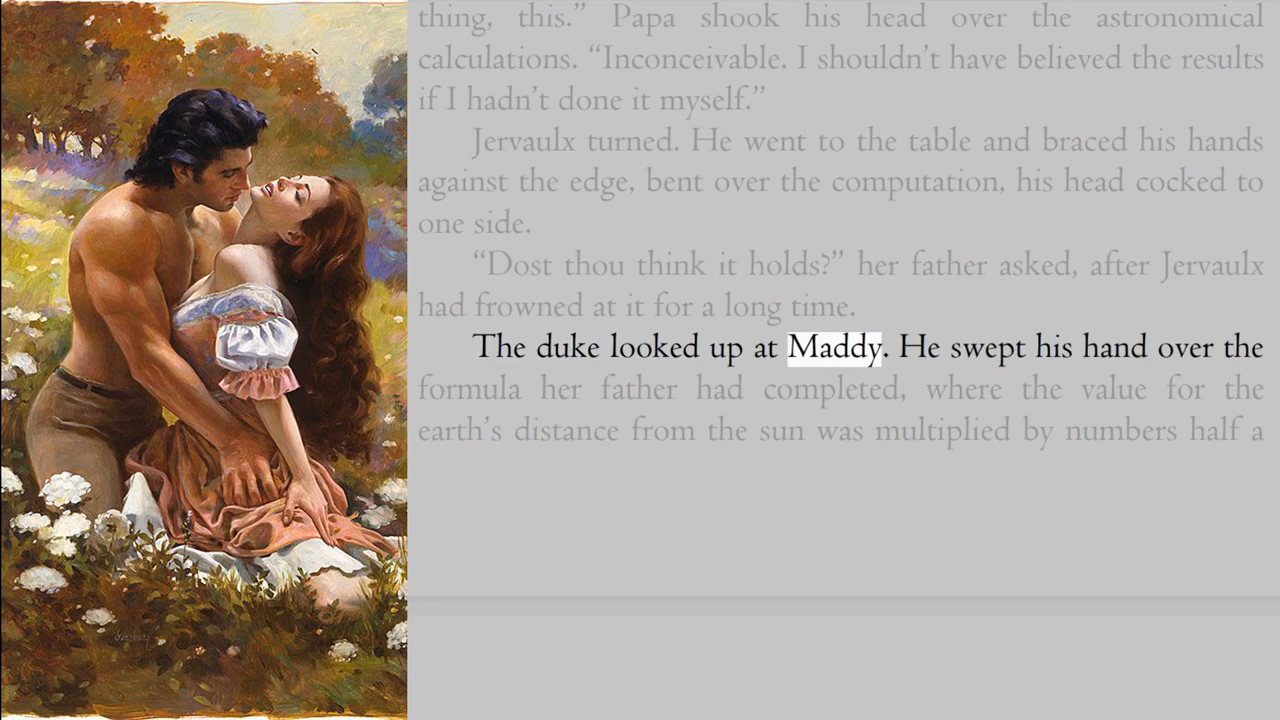 thing, this.” Papa shook his head over the astronomical
calculations. “Inconceivable. I shouldn’t have believed the results
if I hadn’t done it myself.”
Jervaulx turned. He went to the table and braced his hands
against the edge, bent over the computation, his head cocked to
one side.
“Dost thou think it holds?” her father asked, after Jervaulx
had frowned at it for a long time.
The duke looked up at Maddy. He swept his hand over the
formula her father had completed, where the value for the
earth’s distance from the sun was multiplied by numbers half a